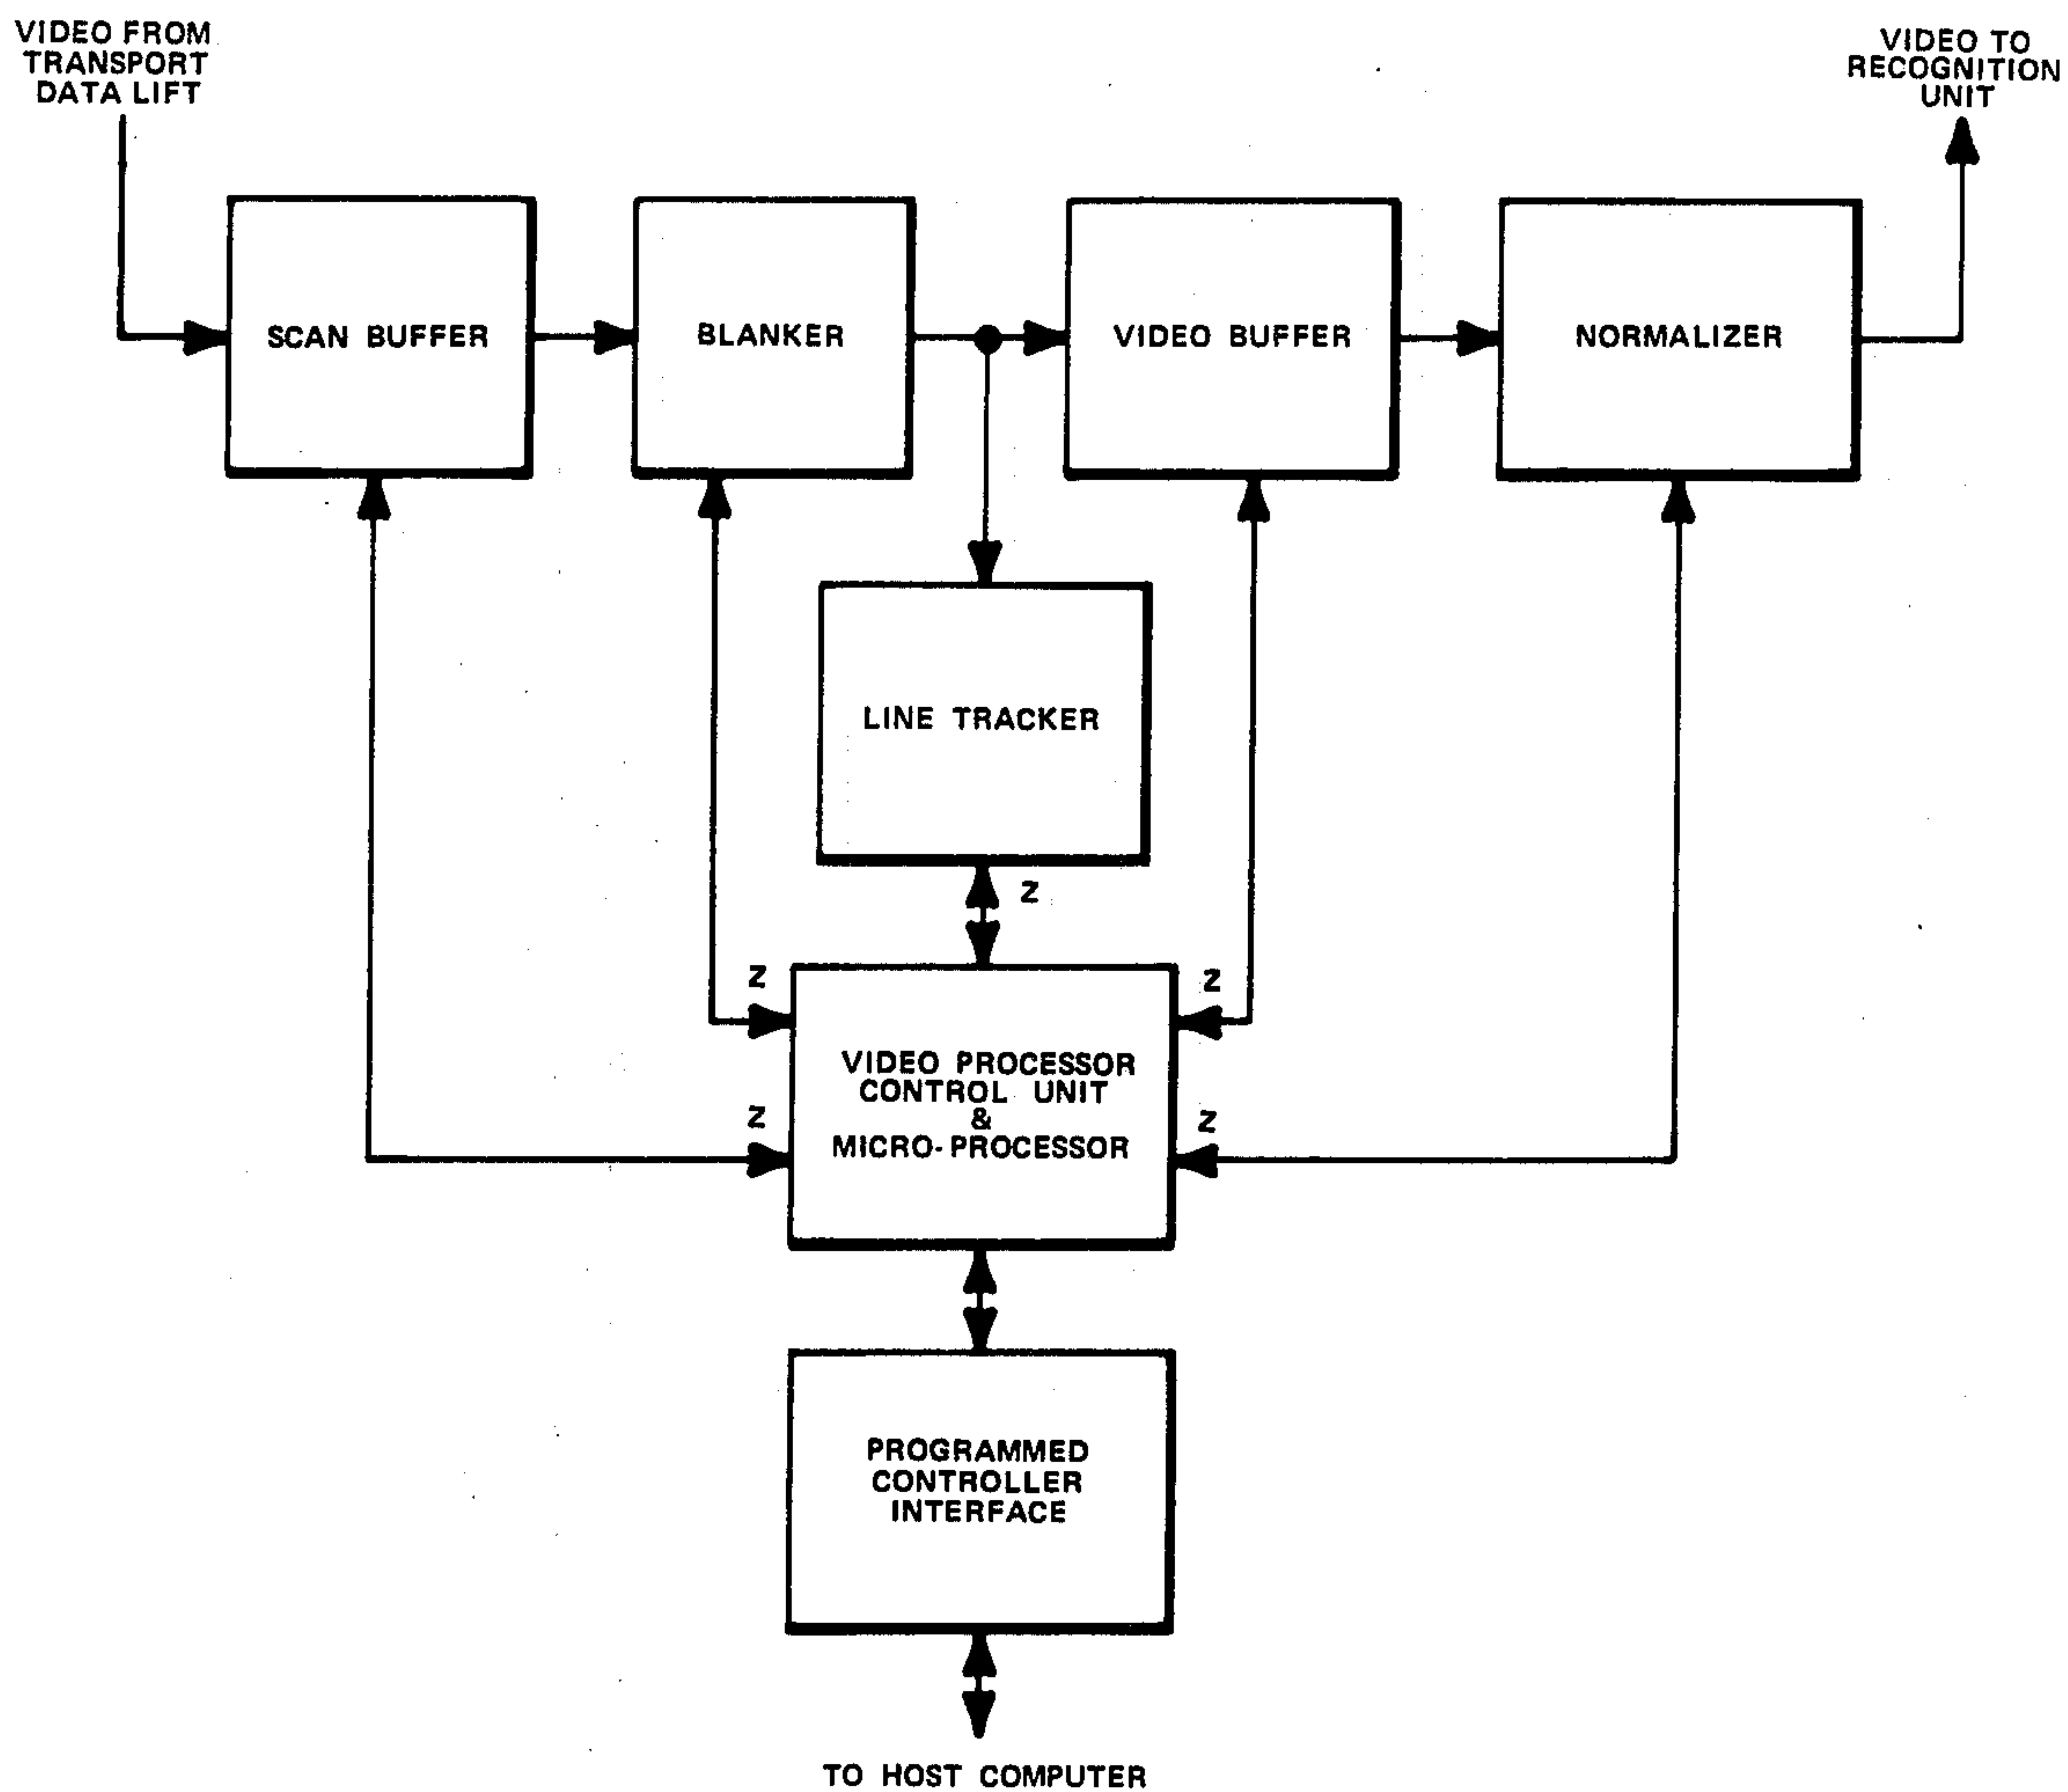 VIDEO FROM
TRANSPORT
DATA LIFT
VIDEO TO
RECOGNITION
UNIT
SCAN BUFFER
BLANKER
VIDEO BUFFER
NORMALIZER
LINE TRACKER
Z
Z
Z
VIDEO PROCESSOR
CONTROL UNIT
&
MICRO-PROCESSOR
Z
Z
PROGRAMMED
CONTROLLER
INTERFACE
TO HOST COMPUTER